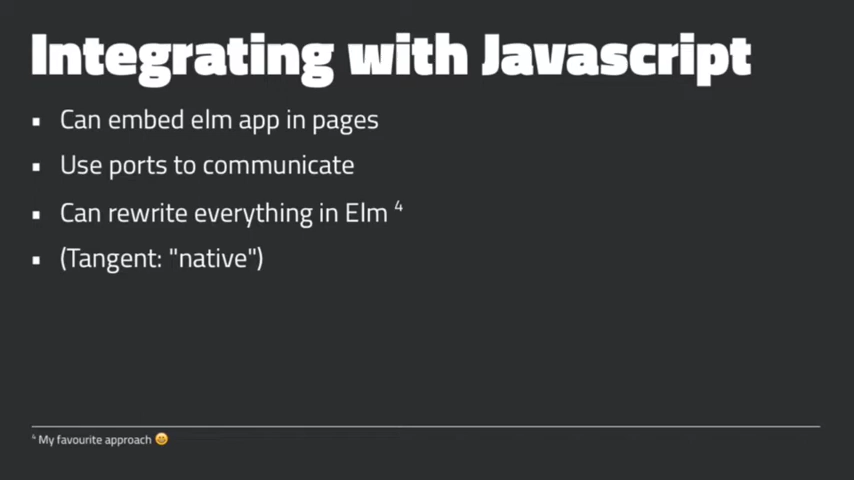 Integrating with Javascript
▪ Can embed elm app in pages
▪ Use ports to communicate
▪ Can rewrite everything in Elm ⁴
▪ (Tangent: "native")
⁴ My favourite approach 😄